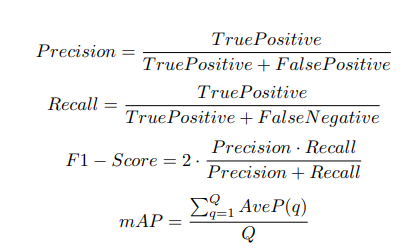 Precision = TruePositive / TruePositive + FalsePositive
Recall = TruePositive / TruePositive + FalseNegative
F1 − Score = 2 · Precision · Recall / Precision + Recall
mAP = ∑_{q=1}^{Q} AveP(q) / Q